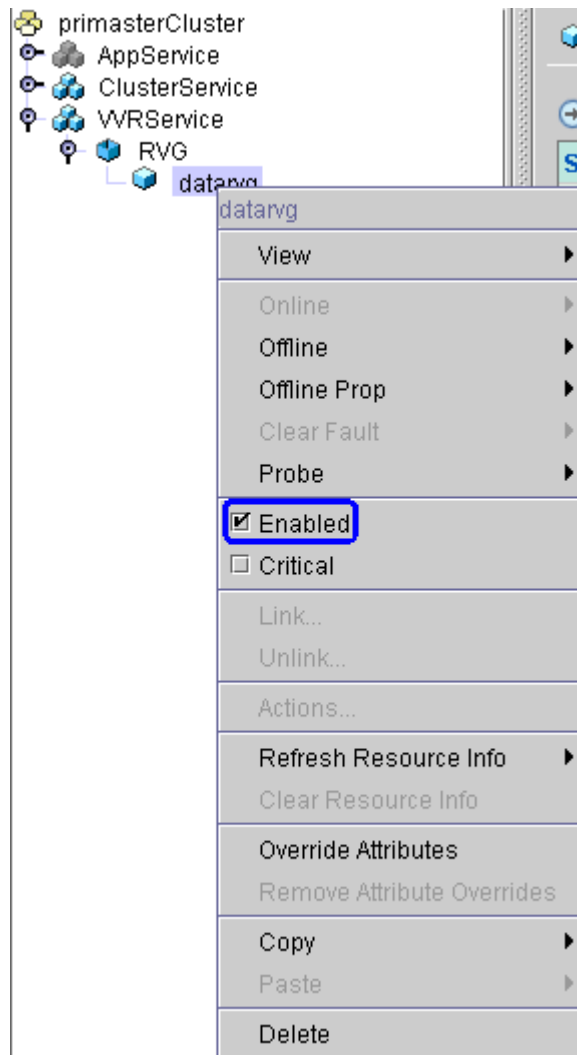 primasterCluster
AppService
ClusterService
VVRService
RVG
datarvg
S
datarvg
View
Online
Offline
Offline Prop
Clear Fault
Probe
Enabled
Critical
Link...
Unlink...
Actions...
Refresh Resource Info
Clear Resource Info
Override Attributes
Remove Attribute Overrides
Copy
Paste
Delete